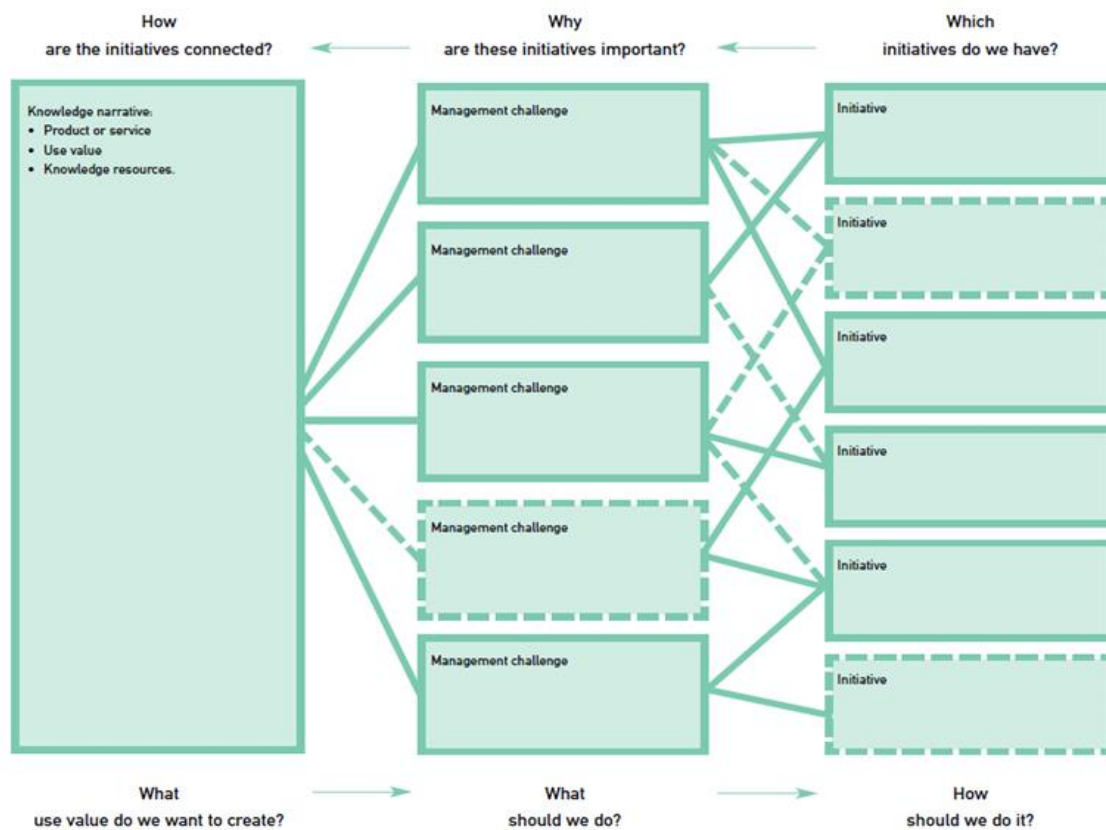 How
are the initiatives connected?
Why
are these initiatives important?
Which
initiatives do we have?
Knowledge narrative:
• Product or service
• Use value
• Knowledge resources.
Management challenge
Management challenge
Management challenge
Management challenge
Management challenge
Initiative
Initiative
Initiative
Initiative
Initiative
Initiative
What
use value do we want to create?
What
should we do?
How
should we do it?